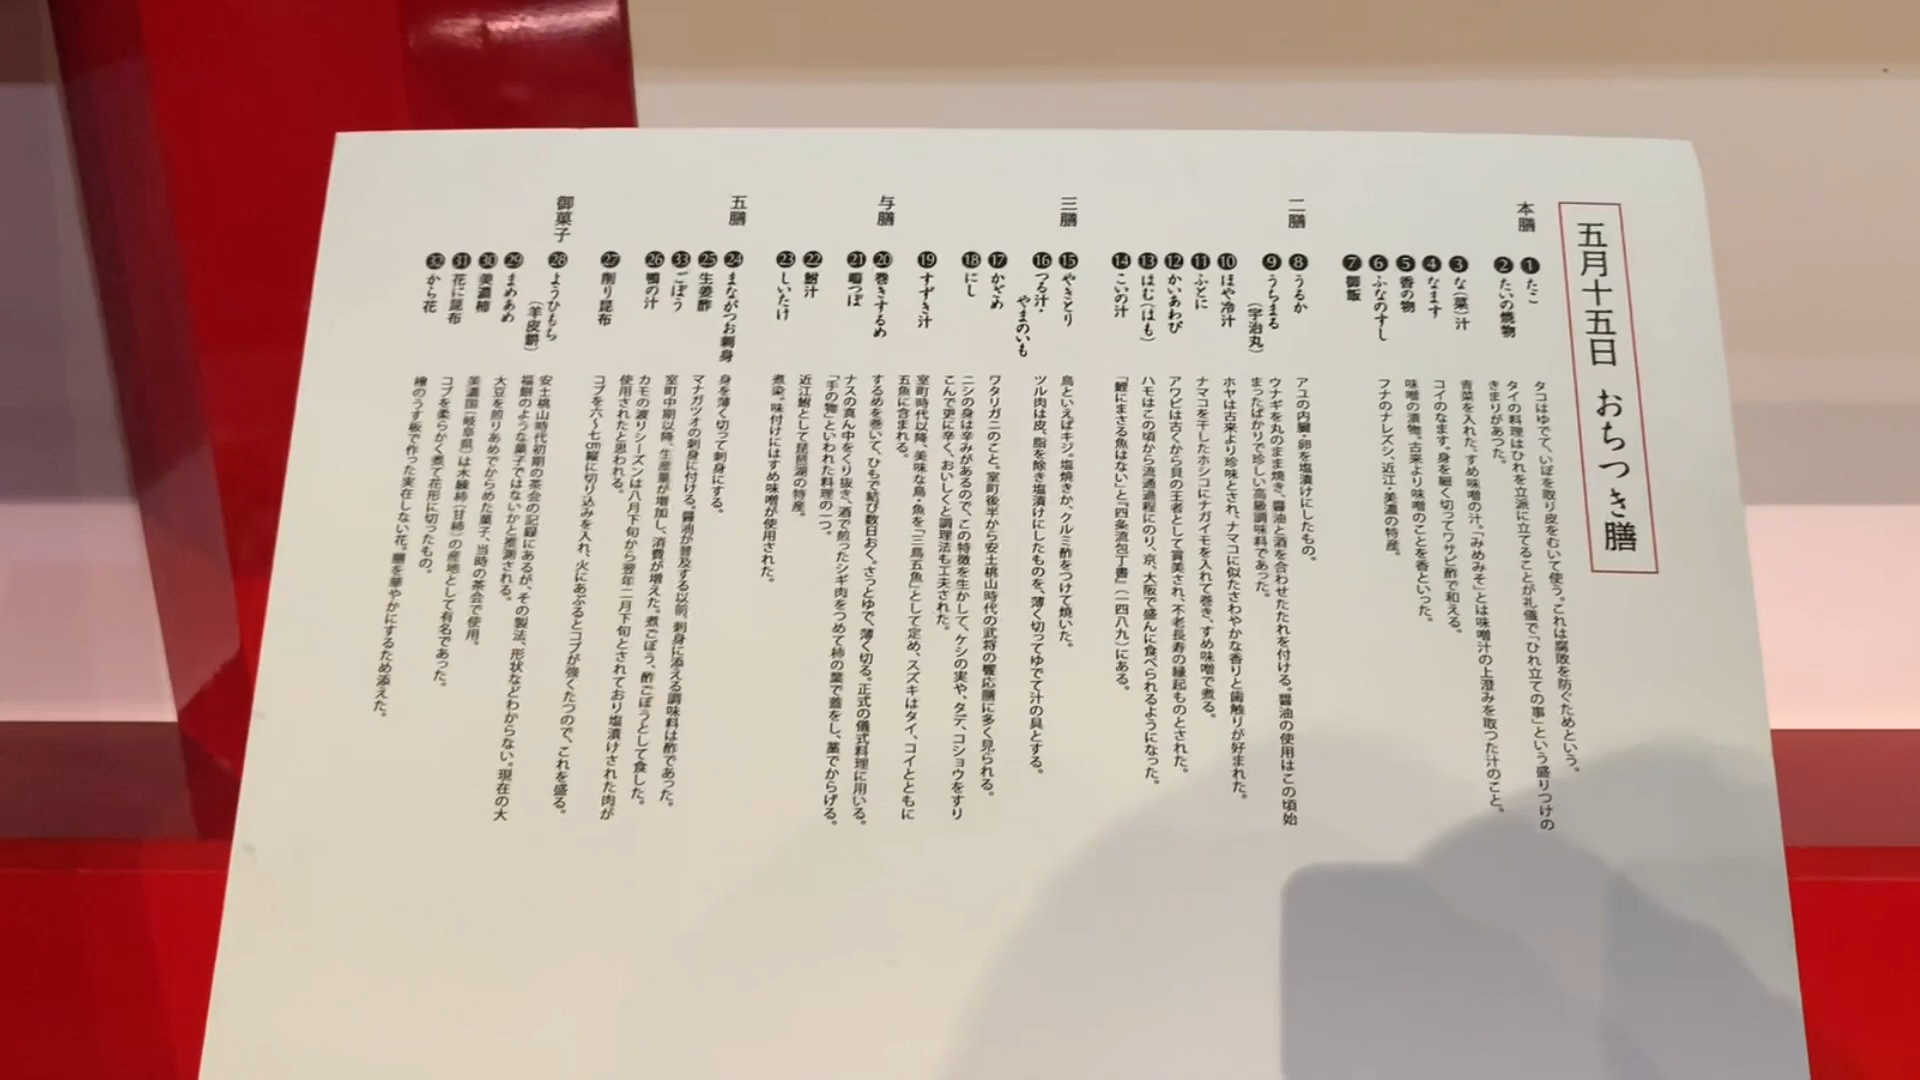 五月十五日 おちつき膳
本膳
❶たこ
タコはゆでて、いぼを取り皮をむいて使う。これは腐敗を防ぐためという。
❷たいの焼物
タイの料理はひれを立派に立てることが礼儀で「ひれ立ての事」という盛りつけの
きまりがあった。
❸な(菜)汁
青菜を入れた、すめ味噌の汁。「みめみそ」とは味噌汁の上澄みを取った汁のこと。
❹なます
コイのなます。身を細く切ってワサビ酢で和える。
❺香の物
味噌の漬物。古来より味噌のことを香といった。
❻ふなのすし
フナのナレズシ、近江・美濃の特産。
❼御飯
二膳
❽うるか
アユの内臓・卵を塩漬けにしたもの。
❾うちまる
(宇治丸)
ウナギを丸のまま焼き、醤油と酒を合わせたたれを付ける。醤油の使用はこの頃始
まったばかりで珍しい高級調味料であった。
❿ほや冷汁
ホヤは古来より珍味とされ、ナマコに似たさわやかな香りと歯触りが好まれた。
⓫ふとに
ナマコを干したホシコにナガイモを入れて巻き、すめ味噌で煮る。
⓬かいあわび
アワビは古くから貝の王者として賞美され、不老長寿の縁起ものとされた。
⓭はむ(はも)
ハモはこの頃から流通過程にのり、京、大阪で盛んに食べられるようになった。
⓮こいの汁
「鯉にまさる魚はない」と『四条流包丁書』(一四八九)にある。
三膳
⓯やきとり
鳥といえばキジ。塩焼きか、クルミ酢をつけて焼いた。
⓰つる汁・
やまのいも
ツル肉は皮、脂を除き塩漬けにしたものを、薄く切ってゆでて汁の具とする。
⓱かざめ
ワタリガニのこと。室町後半から安土桃山時代の武将の饗応膳に多く見られる。
⓲にし
ニシの身は辛みがあるので、この特徴を生かして、ケシの実や、タデ、コショウをすり
こんで更に辛く、おいしくと調理法も工夫された。
⓳すずき汁
室町時代以降、美味な鳥・魚を「三鳥五魚」として定め、スズキはタイ、コイとともに
五魚に含まれる。
与膳
⓴巻きするめ
するめを巻いて、ひもで結び数日おく。さっとゆで、薄く切る。正式の儀式料理に用いる。
㉑鴫つぼ
ナスの真ん中をくり抜き、酒で煎ったシギ肉をつめて柿の葉で蓋をし、藁でからげる。
「手の物」といわれた料理の一つ。
㉒鮒汁
近江鮒として琵琶湖の特産。
㉓しいたけ
煮染。味付けにはすめ味噌が使用された。
五膳
㉔まながつお刺身
身を薄く切って刺身にする。
㉕生姜酢
マナガツオの刺身に付ける。醤油が普及する以前、刺身に添える調味料は酢であった。
㉝ごぼう
室町中期以降、生産量が増加し、消費が増えた。煮ごぼう、酢ごぼうとして食した。
㉖鴨の汁
カモの渡りシーズンは八月下旬から翌年二月下旬とされており塩漬けされた肉が
使用されたと思われる。
㉗削り昆布
コブを六〜七㎝縦に切り込みを入れ、火にあぶるとコブが強くたつので、これを盛る。
御菓子
㉘ようひもち
(羊皮餅)
安土桃山時代初期の茶会の記録にあるが、その製法、形状などわからない。現在の大
福餅のような菓子ではないかと推測される。
㉙まめあめ
大豆を煎りあめでからめた菓子、当時の茶会で使用。
㉚美濃柿
美濃国(岐阜県)は木練柿(甘柿)の産地として有名であった。
㉛花に昆布
コブを柔らかく煮て花形に切ったもの。
㉜から花
檜のうす板で作った実在しない花。膳を華やかにするため添えた。